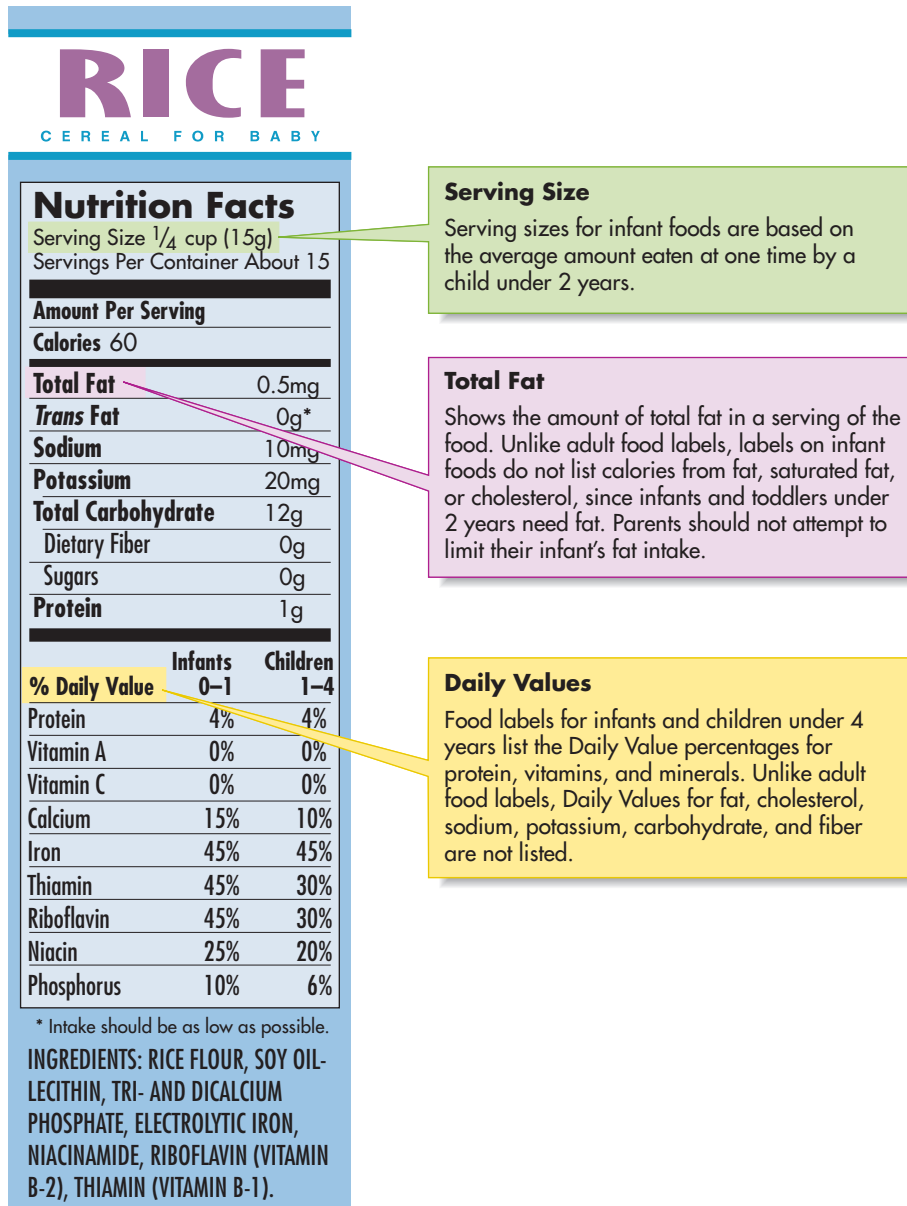 RICE
CEREAL FOR BABY
Nutrition Facts
Serving Size 1/4 cup (15g)
Servings Per Container About 15
Amount Per Serving
Calories 60
Total Fat 0.5mg
Trans Fat 0g*
Sodium 10mg
Potassium 20mg
Total Carbohydrate 12g
Dietary Fiber 0g
Sugars 0g
Protein 1g
Infants Children
% Daily Value 0–1 1–4
Protein 4% 4%
Vitamin A 0% 0%
Vitamin C 0% 0%
Calcium 15% 10%
Iron 45% 45%
Thiamin 45% 30%
Riboflavin 45% 30%
Niacin 25% 20%
Phosphorus 10% 6%
* Intake should be as low as possible.
INGREDIENTS: RICE FLOUR, SOY OIL-
LECITHIN, TRI- AND DICALCIUM
PHOSPHATE, ELECTROLYTIC IRON,
NIACINAMIDE, RIBOFLAVIN (VITAMIN
B-2), THIAMIN (VITAMIN B-1).
Serving Size
Serving sizes for infant foods are based on
the average amount eaten at one time by a
child under 2 years.
Total Fat
Shows the amount of total fat in a serving of the
food. Unlike adult food labels, labels on infant
foods do not list calories from fat, saturated fat,
or cholesterol, since infants and toddlers under
2 years need fat. Parents should not attempt to
limit their infant's fat intake.
Daily Values
Food labels for infants and children under 4
years list the Daily Value percentages for
protein, vitamins, and minerals. Unlike adult
food labels, Daily Values for fat, cholesterol,
sodium, potassium, carbohydrate, and fiber
are not listed.